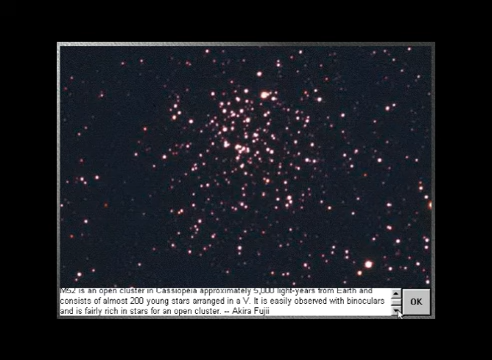 M52 is an open cluster in Cassiopeia approximately 5,000 light-years from Earth and
consists of almost 200 young stars arranged in a V. It is easily observed with binoculars
and is fairly rich in stars for an open cluster. -- Akira Fujii
OK